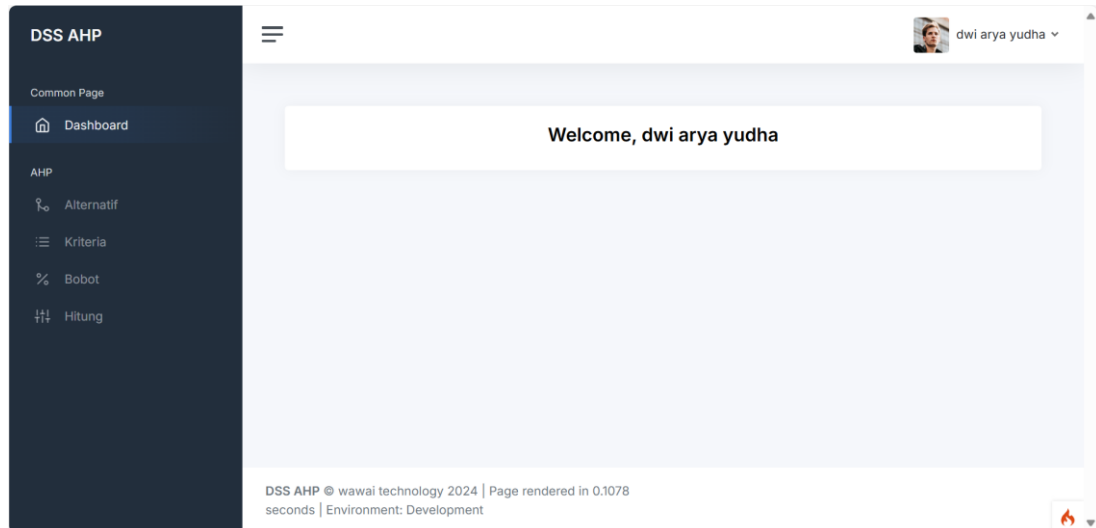 DSS AHP
dwi arya yudha
Common Page
Dashboard
AHP
Alternatif
Kriteria
Bobot
Hitung
Welcome, dwi arya yudha
DSS AHP © wawai technology 2024 | Page rendered in 0.1078
seconds | Environment: Development